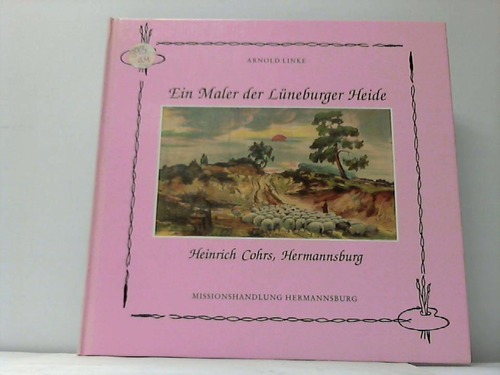 ARNOLD LINKE
Ein Maler der Lüneburger Heide
Heinrich Cohrs, Hermannsburg
MISSIONSHANDLUNG HERMANNSBURG